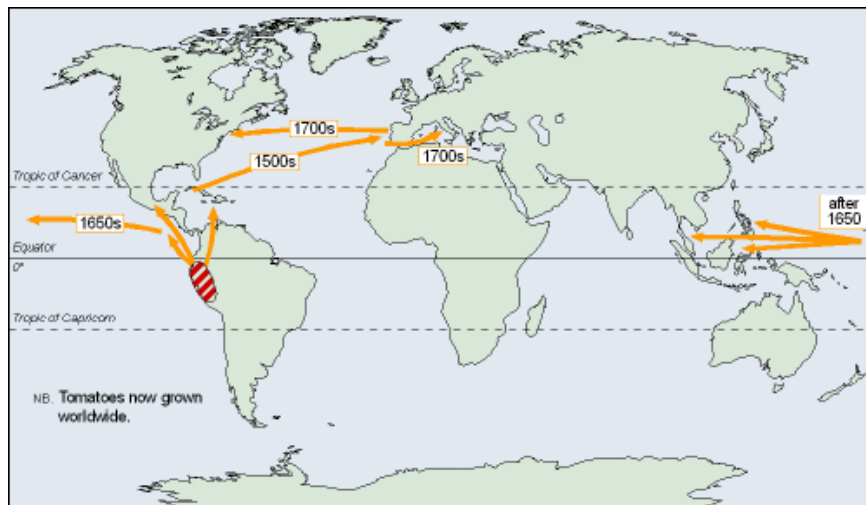 1700s
1500s
1700s
Tropic of Cancer
after
1650
1650s
Equator
0°
Tropic of Capricorn
NB. Tomatoes now grown
worldwide.